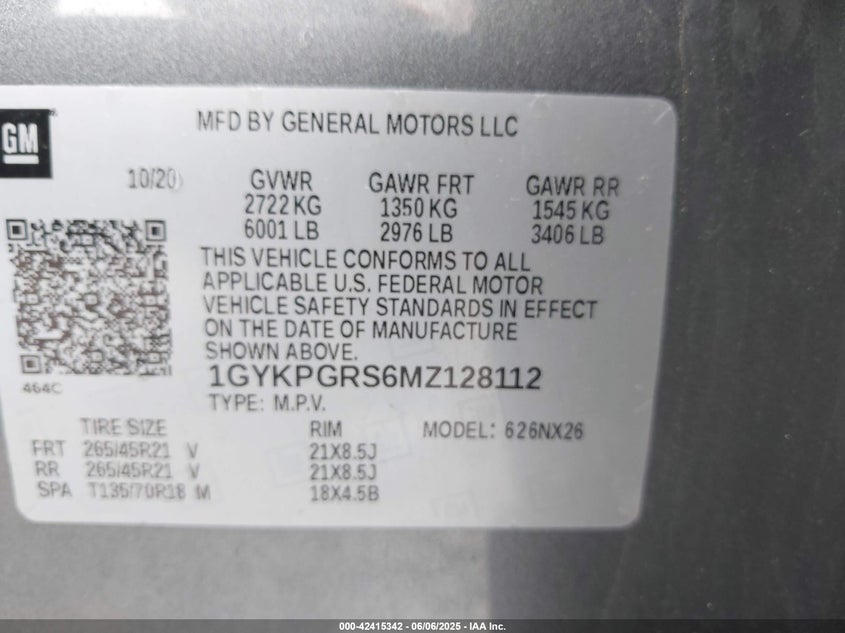 GM
MFD BY GENERAL MOTORS LLC
10/20
GVWR GAWR FRT GAWR RR
2722 KG 1350 KG 1545 KG
6001 LB 2976 LB 3406 LB
THIS VEHICLE CONFORMS TO ALL
APPLICABLE U.S. FEDERAL MOTOR
VEHICLE SAFETY STANDARDS IN EFFECT
ON THE DATE OF MANUFACTURE
SHOWN ABOVE.
464C
1GYKPGRS6MZ128112
TYPE: M.P.V.
TIRE SIZE RIM MODEL: 626NX26
FRT 265/45R21 V 21X8.5J
RR 265/45R21 V 21X8.5J
SPA T135/70R18 M 18X4.5B
000-42415342 - 06/06/2025 - IAA Inc.